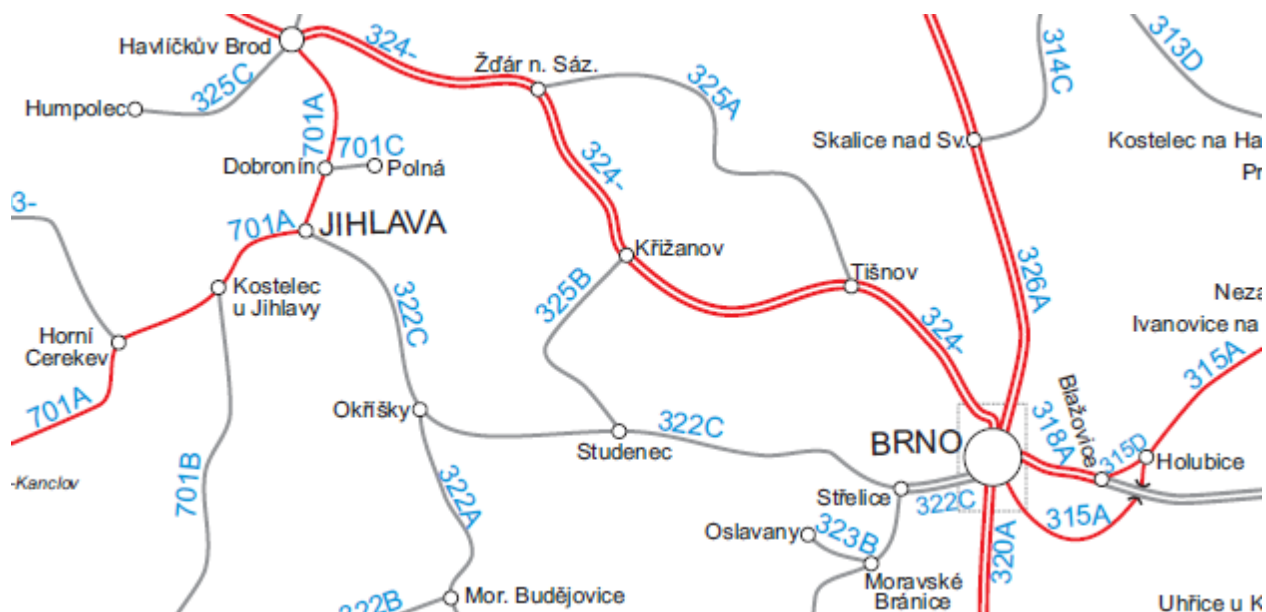 Havlíčkův Brod
324-
Žďár n. Sáz.
325C
Humpolec
701A
701C
Dobronín
Polná
325A
324-
314C
313D
Skalice nad Sv.
Kostelec na Ha
Pr
3-
701A
JIHLAVA
Křižanov
Tišnov
326A
Kostelec
u Jihlavy
322C
325B
324-
Neza
Ivanovice na
Horní
Cerekev
315A
701A
Okříšky
322C
Studenec
BRNO
318A
Blažovice
315D
Holubice
-Kanclov
701B
322A
Střelice
322C
315A
Oslavany
323B
320A
Moravské
Bránice
322B
Mor. Budějovice
Uhřice u K